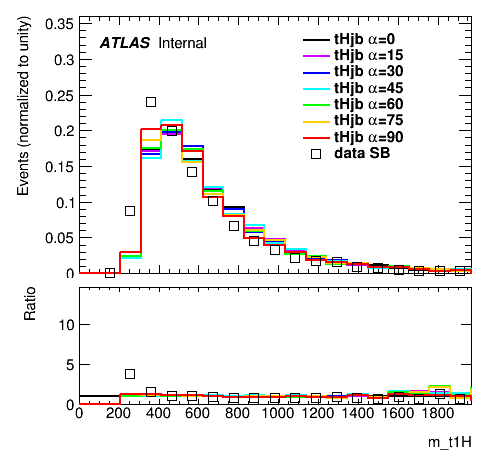 0.35
ATLAS Internal
Events (normalized to unity)
0.3
0.25
0.2
0.15
0.1
0.05
0
tHjb α=0
tHjb α=15
tHjb α=30
tHjb α=45
tHjb α=60
tHjb α=75
tHjb α=90
data SB
Ratio
10
5
0
0 200 400 600 800 1000 1200 1400 1600 1800
m_t1H